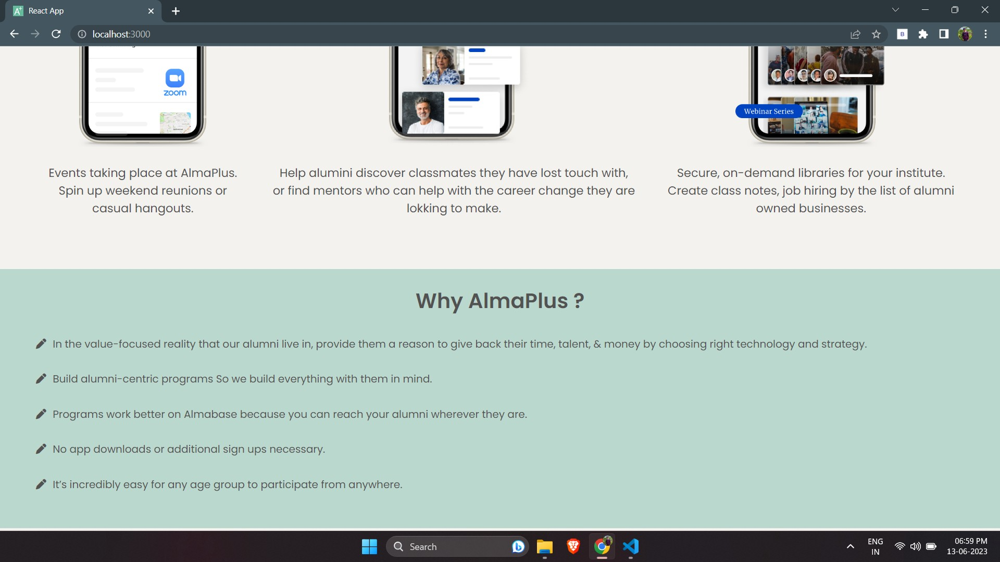 React App
localhost:3000
B
zoom
Webinar Series
Events taking place at AlmaPlus.
Spin up weekend reunions or
casual hangouts.
Help alumini discover classmates they have lost touch with,
or find mentors who can help with the career change they are
lokking to make.
Secure, on-demand libraries for your institute.
Create class notes, job hiring by the list of alumni
owned businesses.
Why AlmaPlus ?
In the value-focused reality that our alumni live in, provide them a reason to give back their time, talent, & money by choosing right technology and strategy.
Build alumni-centric programs So we build everything with them in mind.
Programs work better on Almabase because you can reach your alumni wherever they are.
No app downloads or additional sign ups necessary.
It’s incredibly easy for any age group to participate from anywhere.
Search
ENG
IN
06:59 PM
13-06-2023